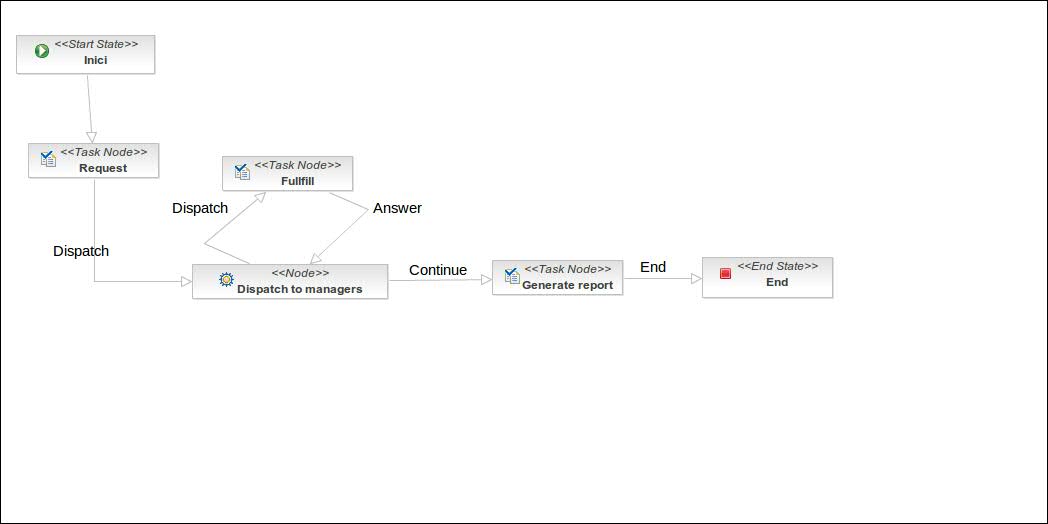 <<Start State>>
Inici
<<Task Node>>
Request
<<Task Node>>
Fullfill
Dispatch
Answer
Dispatch
<<Node>>
Dispatch to managers
Continue
<<Task Node>>
Generate report
End
<<End State>>
End